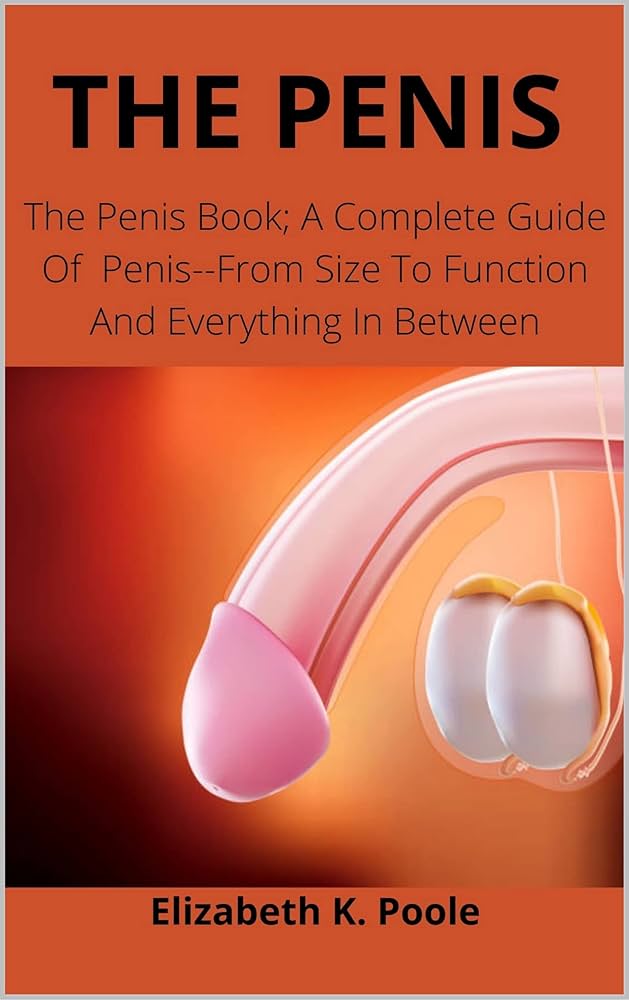 THE PENIS
The Penis Book; A Complete Guide
Of Penis--From Size To Function
And Everything In Between
Elizabeth K. Poole